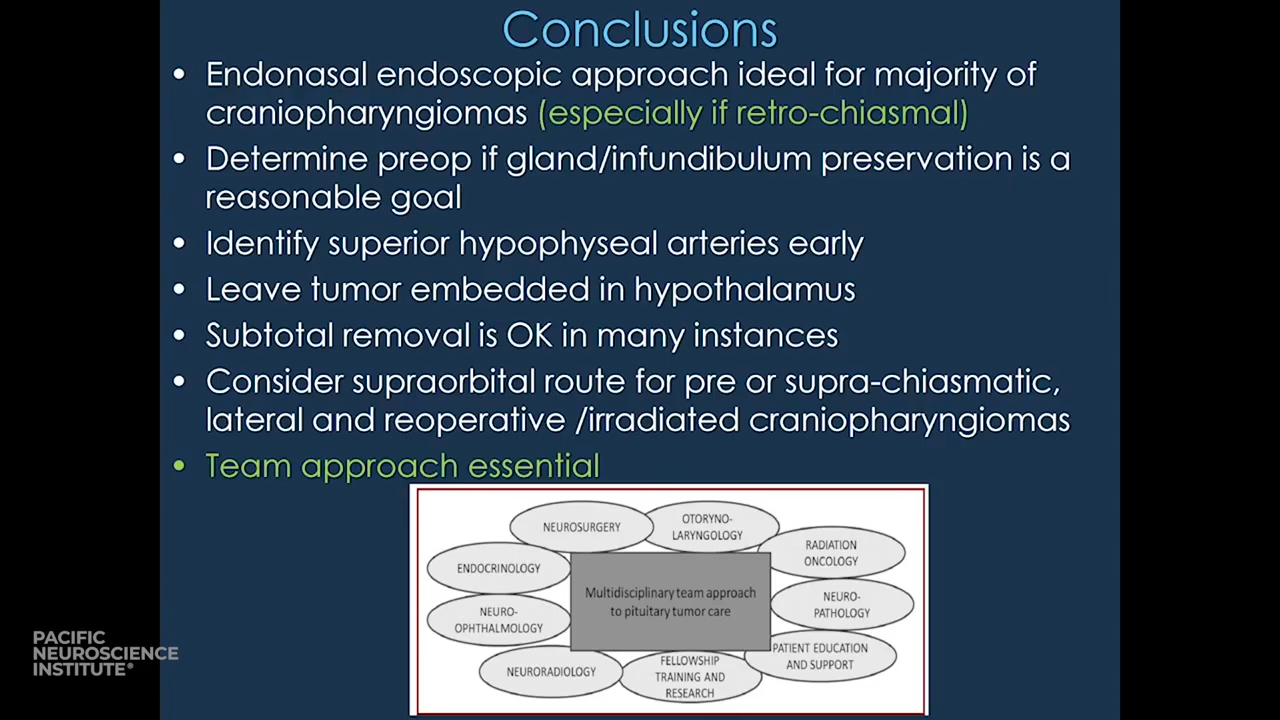 Conclusions
• Endonasal endoscopic approach ideal for majority of
craniopharyngiomas (especially if retro-chiasmal)
• Determine preop if gland/infundibulum preservation is a
reasonable goal
• Identify superior hypophyseal arteries early
• Leave tumor embedded in hypothalamus
• Subtotal removal is OK in many instances
• Consider supraorbital route for pre or supra-chiasmatic,
lateral and reoperative /irradiated craniopharyngiomas
• Team approach essential
NEUROSURGERY
OTORYNO-
LARYNGOLOGY
RADIATION
ONCOLOGY
ENDOCRINOLOGY
Multidisciplinary team approach
to pituitary tumor care
NEURO-
PATHOLOGY
NEURO-
OPHTHALMOLOGY
PATIENT EDUCATION
AND SUPPORT
NEURORADIOLOGY
FELLOWSHIP
TRAINING AND
RESEARCH
PACIFIC
NEUROSCIENCE
INSTITUTE®